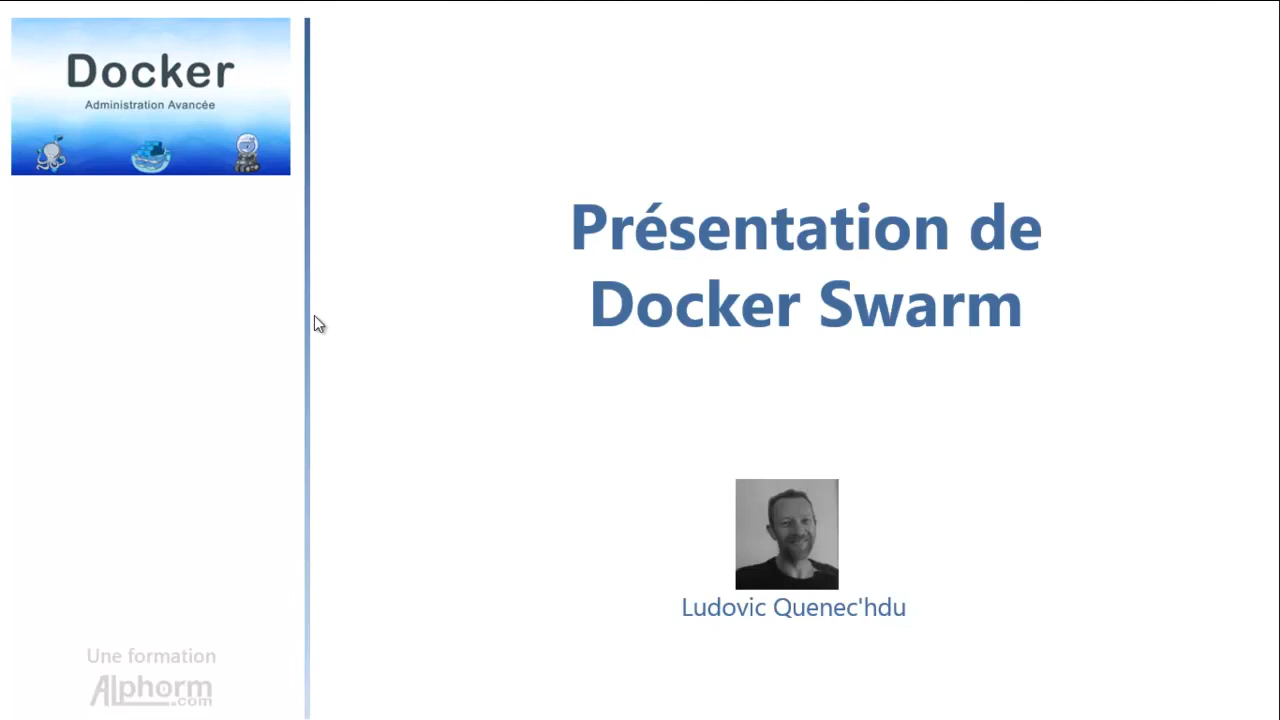 Docker
Administration Avancée
Présentation de
Docker Swarm
Ludovic Quenec'hdu
Une formation
Alphorm
.com